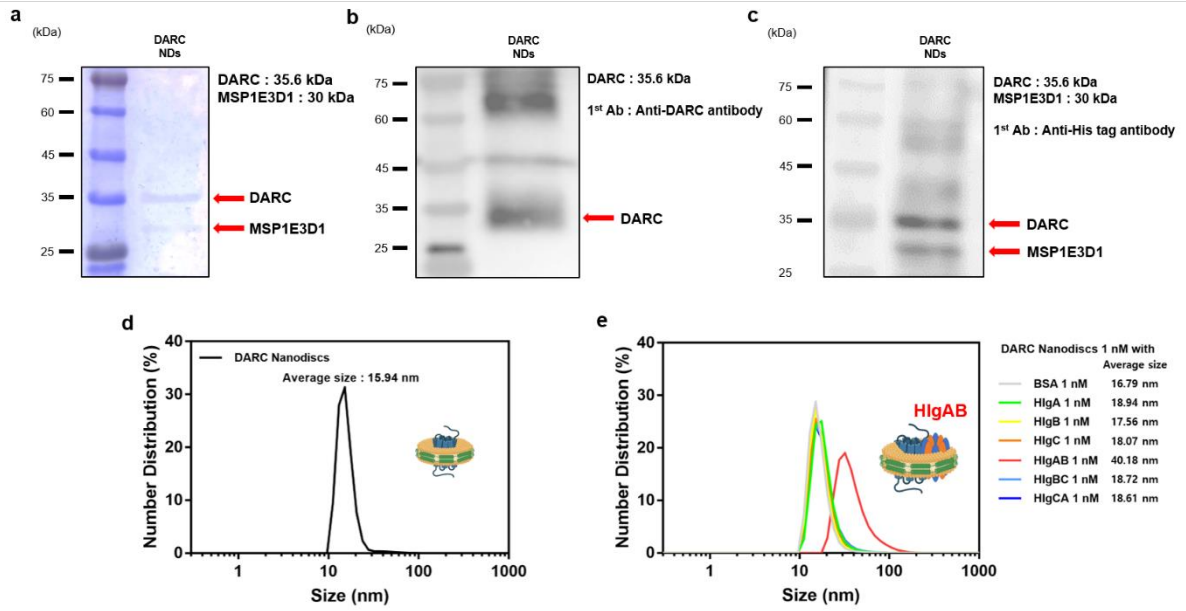 a
(kDa)
DARC
NDs
75
60
45
35
25
DARC : 35.6 kDa
MSP1E3D1 : 30 kDa
DARC
MSP1E3D1
b
(kDa)
DARC
NDs
75
60
45
35
25
DARC : 35.6 kDa
1st Ab : Anti-DARC antibody
DARC
c
(kDa)
DARC
NDs
75
60
45
35
25
DARC : 35.6 kDa
MSP1E3D1 : 30 kDa
1st Ab : Anti-His tag antibody
DARC
MSP1E3D1
d
Number Distribution (%)
40
30
20
10
0
DARC Nanodiscs
Average size : 15.94 nm
1
10
100
1000
Size (nm)
e
Number Distribution (%)
40
30
20
10
0
HlgAB
1
10
100
1000
Size (nm)
DARC Nanodiscs 1 nM with
Average size
BSA 1 nM 16.79 nm
HlgA 1 nM 18.94 nm
HlgB 1 nM 17.56 nm
HlgC 1 nM 18.07 nm
HlgAB 1 nM 40.18 nm
HlgBC 1 nM 18.72 nm
HlgCA 1 nM 18.61 nm